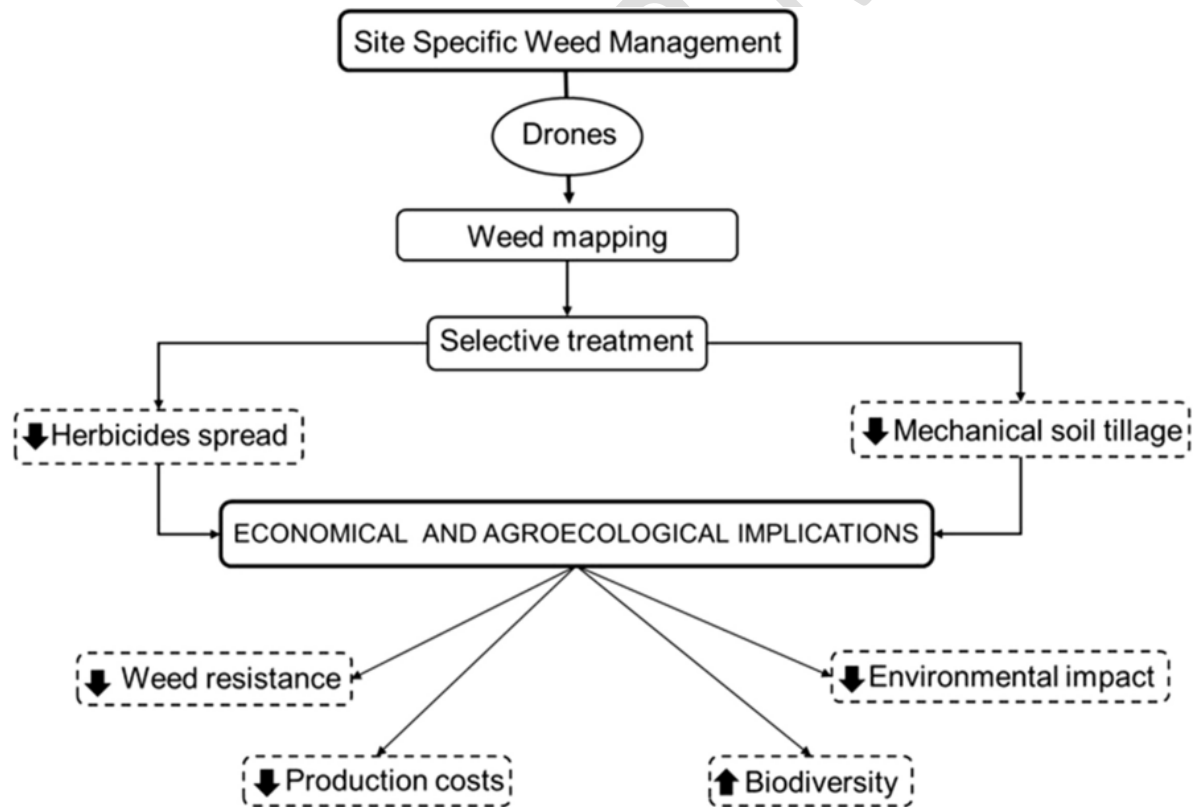 Site Specific Weed Management
Drones
Weed mapping
Selective treatment
Herbicides spread
Mechanical soil tillage
ECONOMICAL AND AGROECOLOGICAL IMPLICATIONS
Weed resistance
Environmental impact
Production costs
Biodiversity